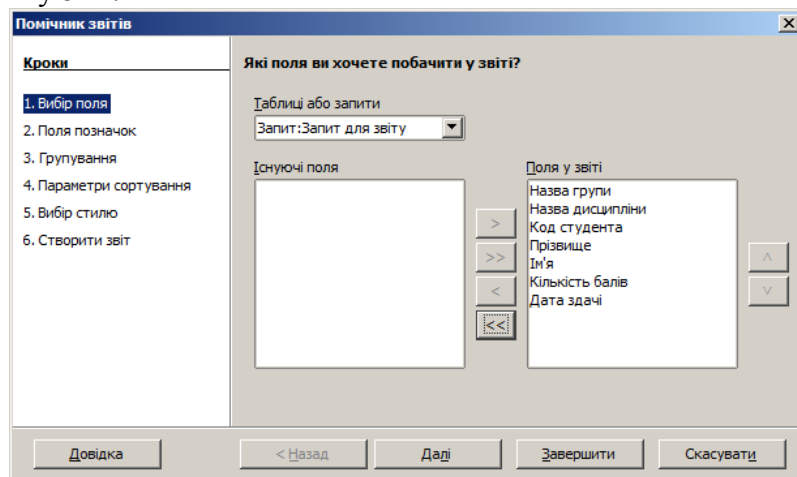 Помічник звітів
Кроки
1. Вибір поля
2. Поля позначок
3. Групування
4. Параметри сортування
5. Вибір стилю
6. Створити звіт
Які поля ви хочете побачити у звіті?
Таблиці або запити
Запит:Запит для звіту
Існуючі поля
>
>>
<
<<
Поля у звіті
Назва групи
Назва дисципліни
Код студента
Прізвище
Ім'я
Кількість балів
Дата здачі
Довідка
< Назад
Далі
Завершити
Скасувати